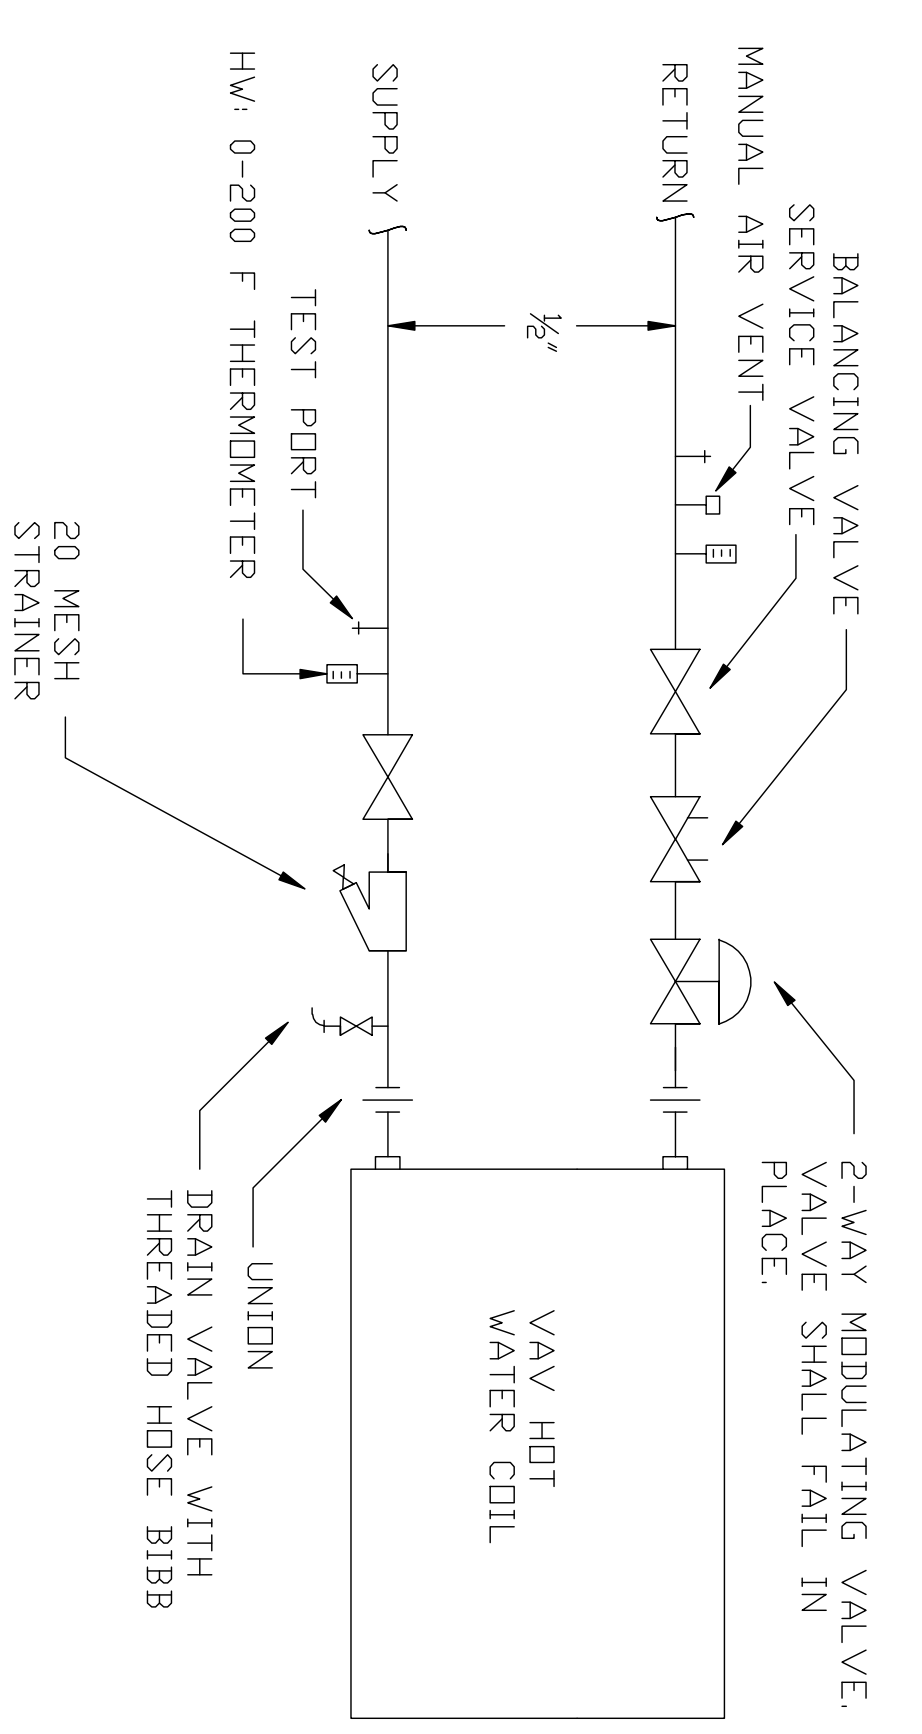 BALANCING VALVE
SERVICE VALVE
MANUAL AIR VENT
RETURN
2-WAY MODULATING VALVE.
VALVE SHALL FAIL IN
PLACE.
½"
VAV HOT
WATER COIL
SUPPLY
TEST PORT
HW: 0-200 F THERMOMETER
20 MESH
STRAINER
UNION
DRAIN VALVE WITH
THREADED HOSE BIBB